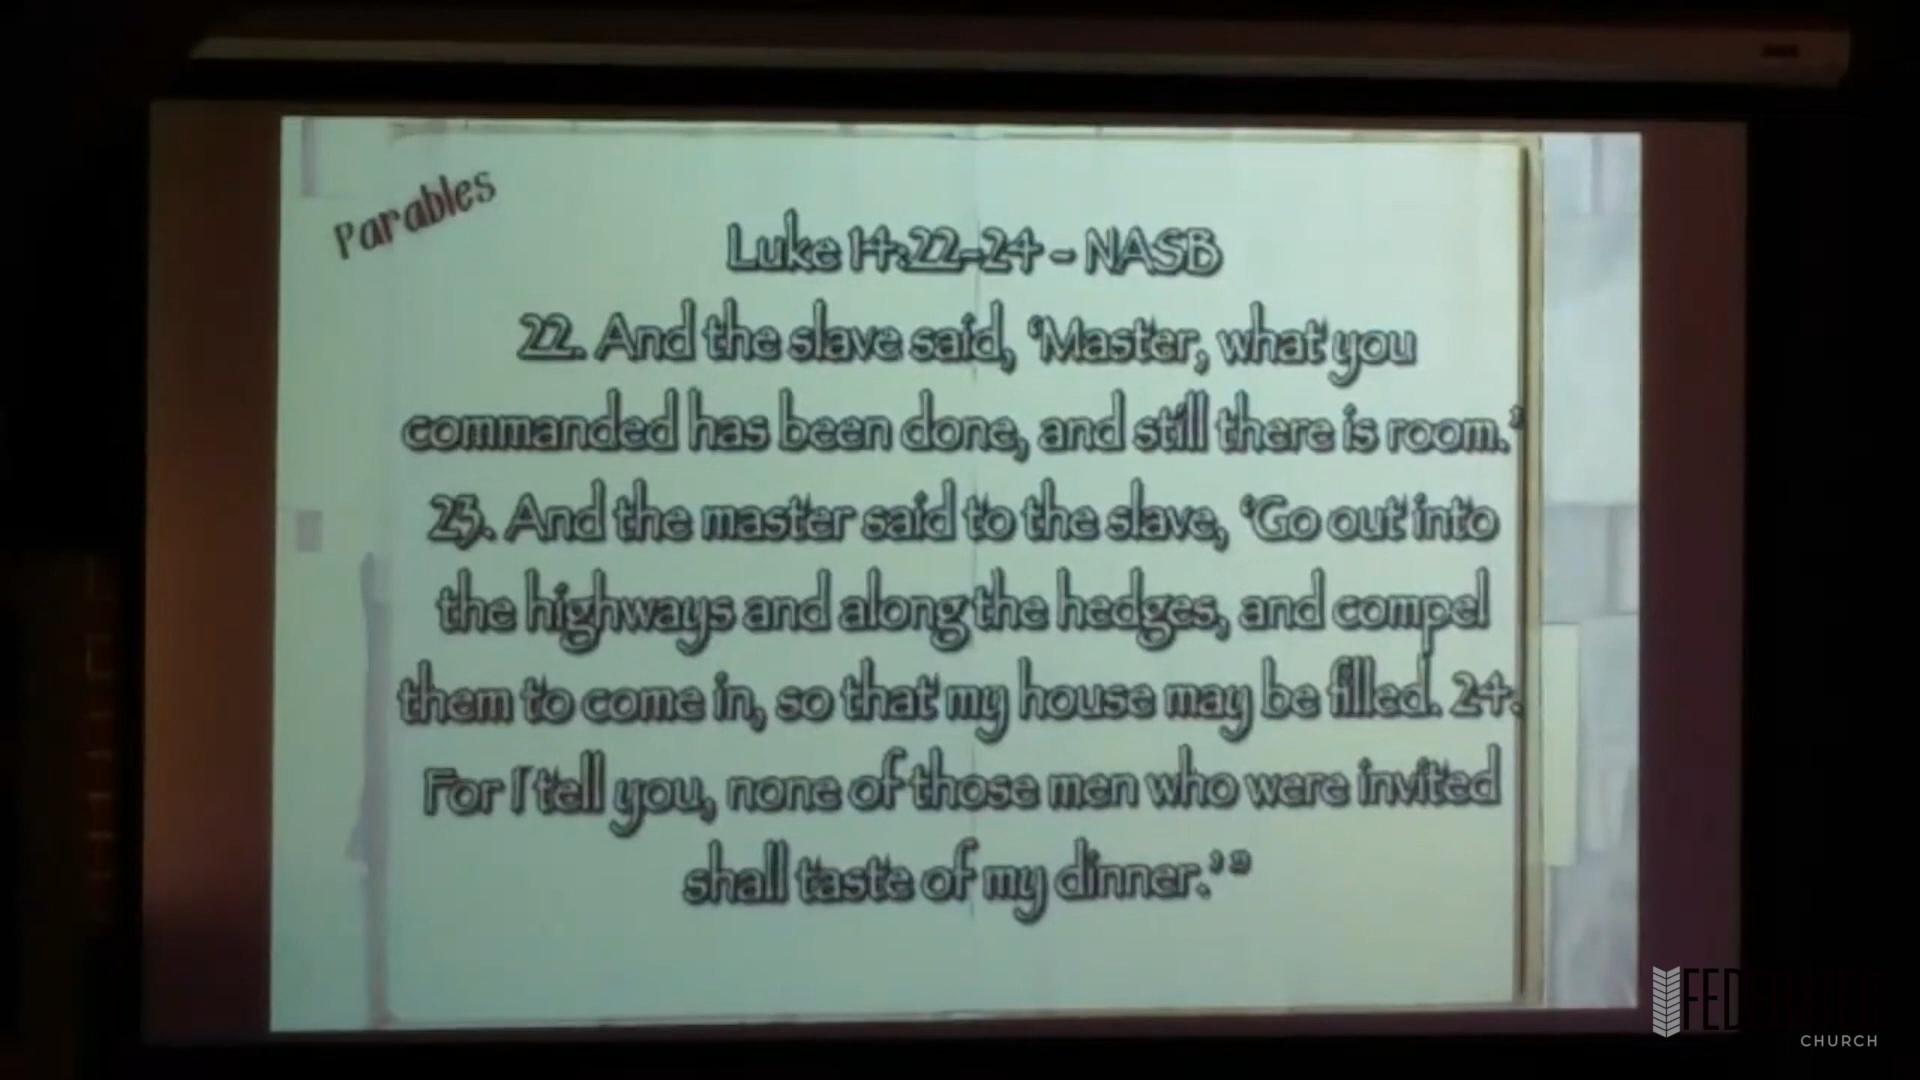 Parables
Luke 14:22-24 - NASB
22. And the slave said, ‘Master, what you
commanded has been done, and still there is room.’
23. And the master said to the slave, ‘Go out into
the highways and along the hedges, and compel
them to come in, so that my house may be filled. 24.
For I tell you, none of those men who were invited
shall taste of my dinner.’ ”
CHURCH